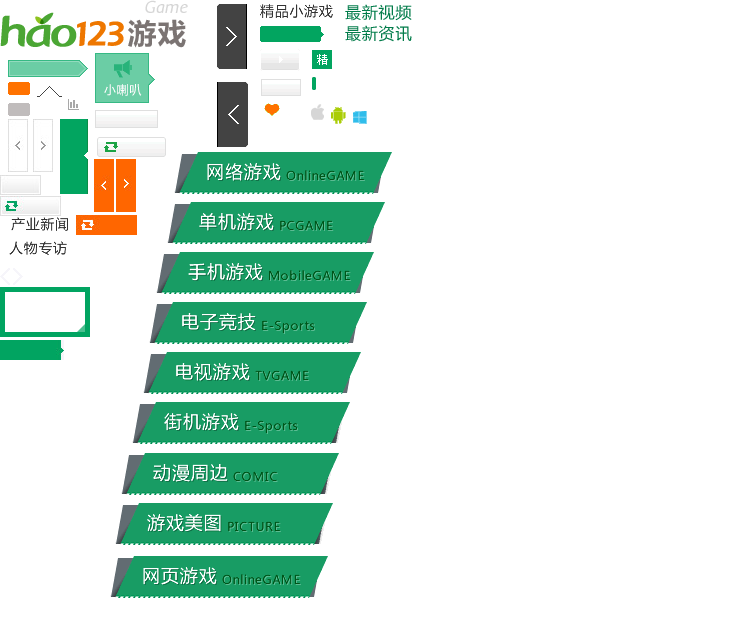 Game
hao123游戏
精品小游戏
最新视频
最新资讯
精
小喇叭
产业新闻
人物专访
网络游戏 OnlineGAME
单机游戏 PCGAME
手机游戏 MobileGAME
电子竞技 E-Sports
电视游戏 TVGAME
街机游戏 E-Sports
动漫周边 COMIC
游戏美图 PICTURE
网页游戏 OnlineGAME